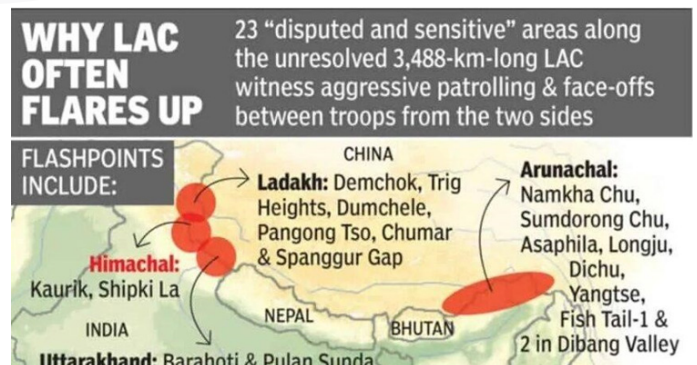 WHY LAC
OFTEN
FLARES UP
23 “disputed and sensitive” areas along
the unresolved 3,488-km-long LAC
witness aggressive patrolling & face-offs
between troops from the two sides
FLASHPOINTS
INCLUDE:
CHINA
Ladakh: Demchok, Trig
Heights, Dumchele,
Pangong Tso, Chumar
& Spanggur Gap
Arunachal:
Namkha Chu,
Sumdorong Chu,
Asaphila, Longju,
Dichu,
Yangtse,
Fish Tail-1 &
2 in Dibang Valley
Himachal:
Kaurik, Shipki La
INDIA
NEPAL
BHUTAN
Uttarakhand: Barahoti & Pulan Sunda